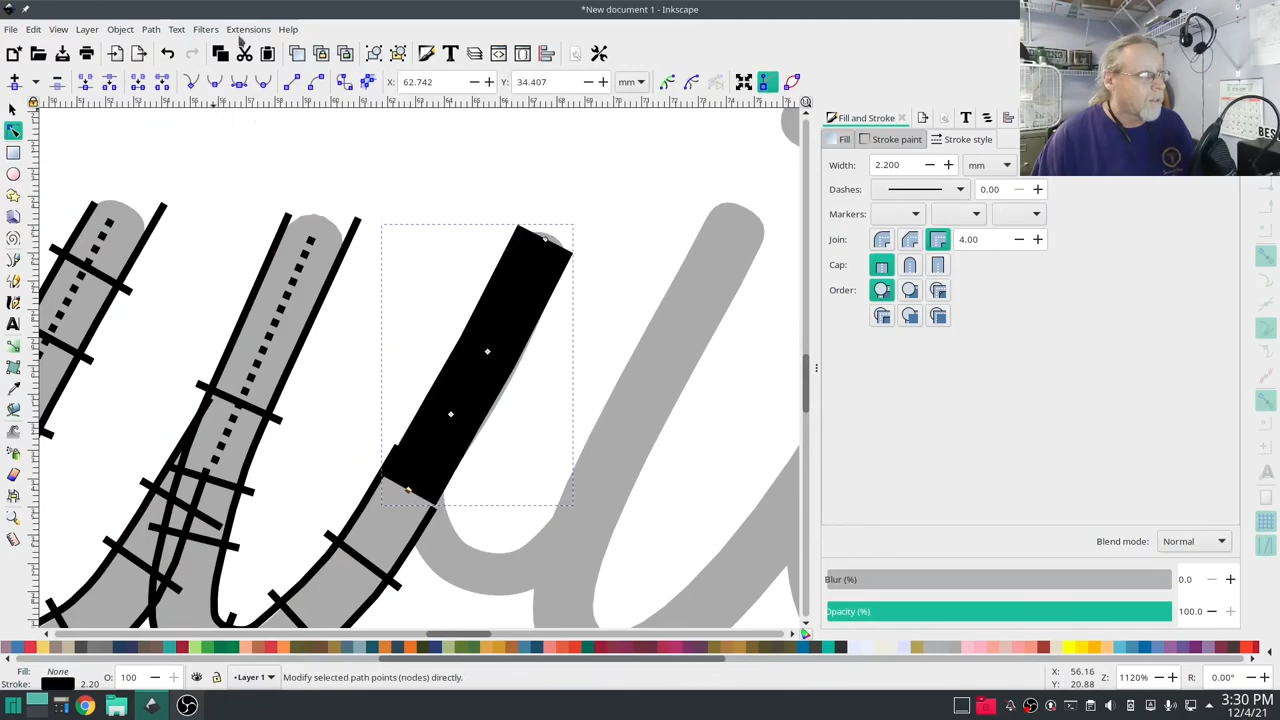 *New document 1 - Inkscape
File Edit View Layer Object Path Text Filters Extensions Help
X: 62.742 Y: 34.407 mm
Fill and Stroke
Fill Stroke paint Stroke style
Width: 2.200 mm
Dashes: 0.00
Markers:
Join: 4.00
Cap:
Order:
Blend mode: Normal
Blur (%) 0.0
Opacity (%) 100.0
Fill: None
Stroke: 2.20
O: 100
Layer 1
Modify selected path points (nodes) directly.
X: 56.16
Y: 20.88
Z: 1120%
R: 0.00°
3:30 PM
12/4/21
BES